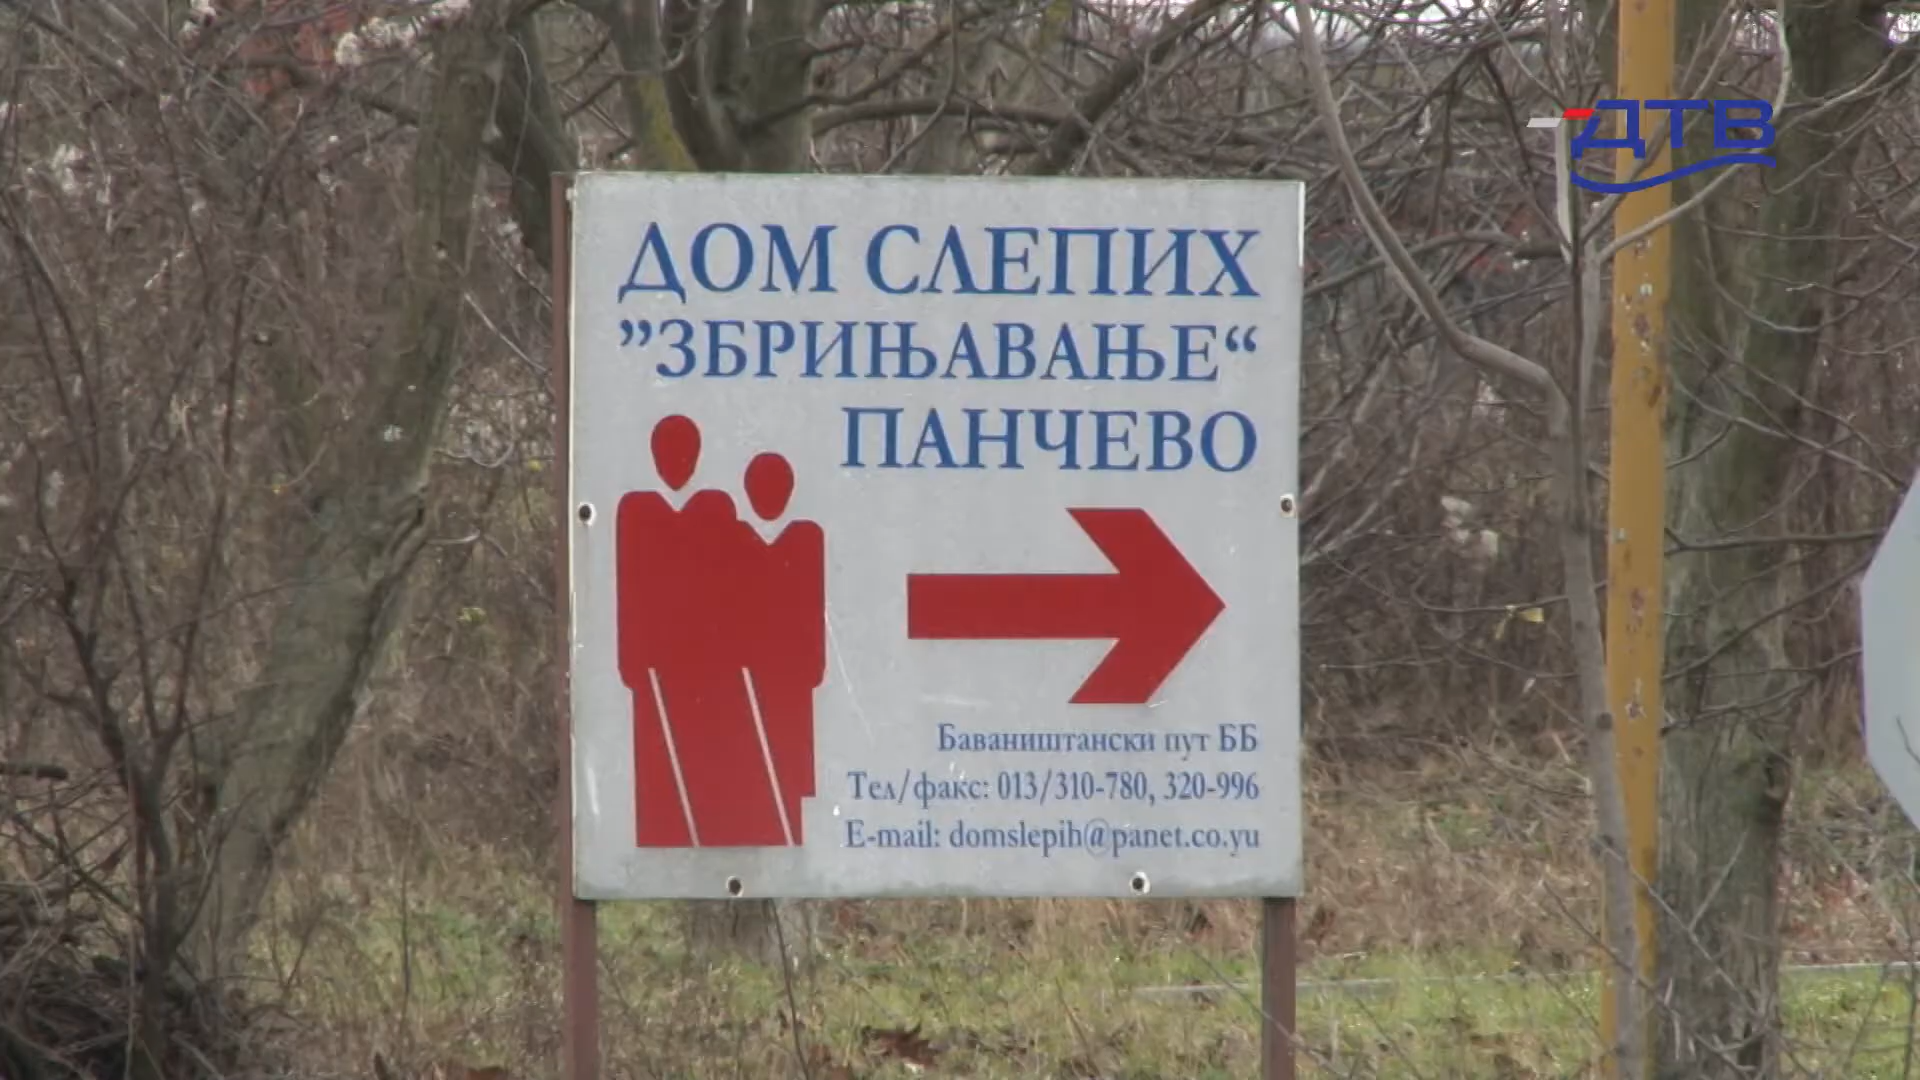 ДТВ
ДОМ СЛЕПИХ
”ЗБРИЊАВАЊЕ“
ПАНЧЕВО
Баваништански пут ББ
Тел/факс: 013/310-780, 320-996
E-mail: domslepih@panet.co.yu